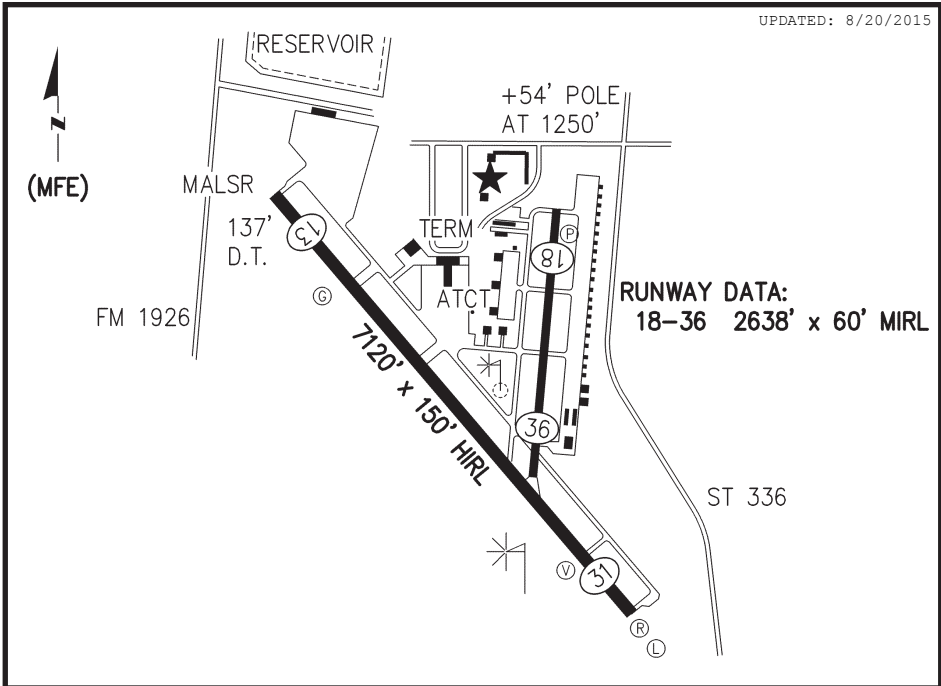 UPDATED: 8/20/2015
RESERVOIR
+54' POLE
AT 1250'
N
(MFE)
MALSR
13
137'
D.T.
TERM
P
18
G
ATCT
RUNWAY DATA:
18-36 2638' x 60' MIRL
FM 1926
7120' x 150' HIRL
36
ST 336
V
31
R
L